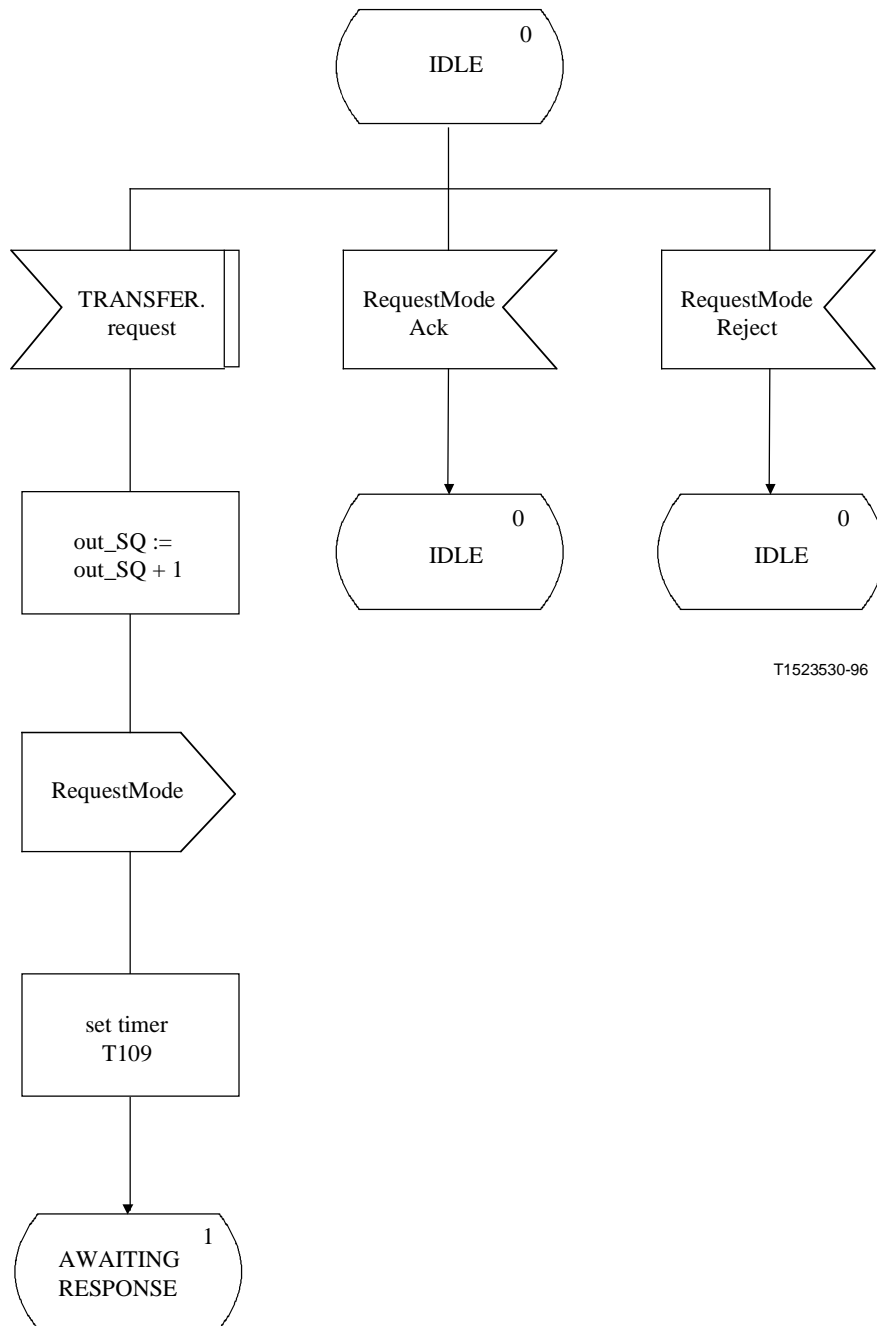 0
IDLE
TRANSFER.
request
RequestMode
Ack
RequestMode
Reject
out_SQ :=
out_SQ + 1
0
IDLE
0
IDLE
T1523530-96
RequestMode
set timer
T109
1
AWAITING
RESPONSE